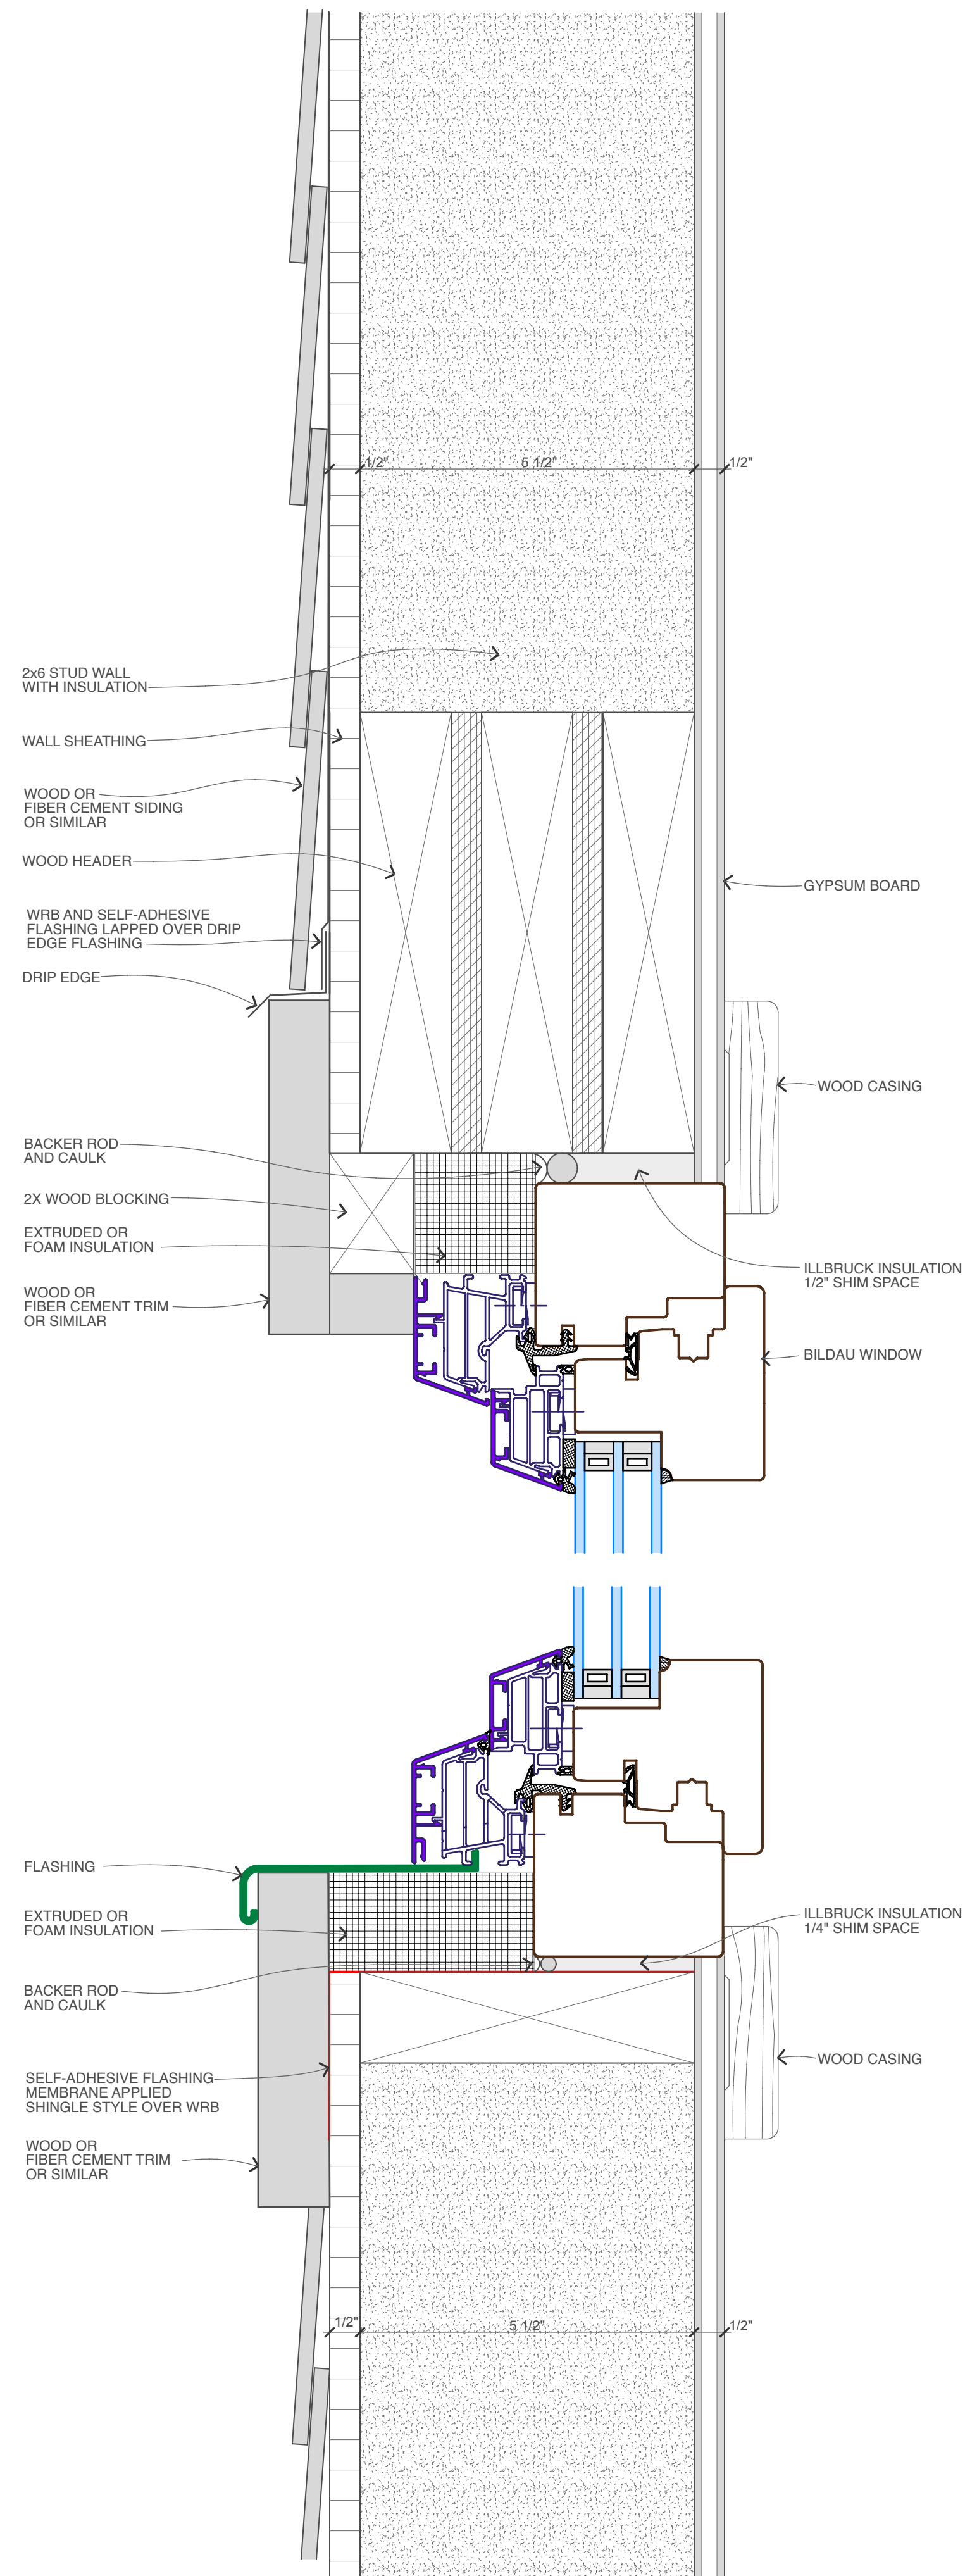 1/2"
5 1/2"
1/2"
2x6 STUD WALL
WITH INSULATION
WALL SHEATHING
WOOD OR
FIBER CEMENT SIDING
OR SIMILAR
WOOD HEADER
GYPSUM BOARD
WRB AND SELF-ADHESIVE
FLASHING LAPPED OVER DRIP
EDGE FLASHING
DRIP EDGE
WOOD CASING
BACKER ROD
AND CAULK
2X WOOD BLOCKING
EXTRUDED OR
FOAM INSULATION
ILLBRUCK INSULATION
1/2" SHIM SPACE
WOOD OR
FIBER CEMENT TRIM
OR SIMILAR
BILDAU WINDOW
FLASHING
EXTRUDED OR
FOAM INSULATION
ILLBRUCK INSULATION
1/4" SHIM SPACE
BACKER ROD
AND CAULK
WOOD CASING
SELF-ADHESIVE FLASHING
MEMBRANE APPLIED
SHINGLE STYLE OVER WRB
WOOD OR
FIBER CEMENT TRIM
OR SIMILAR
1/2"
5 1/2"
1/2"